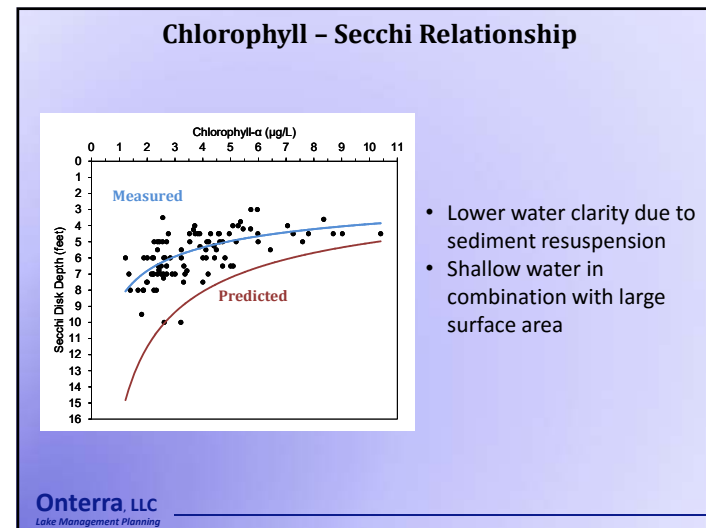 Chlorophyll – Secchi Relationship
Chlorophyll-α (µg/L)
0 1 2 3 4 5 6 7 8 9 10 11
0
1
2
3
4
5
6
7
8
9
10
11
12
13
14
15
16
Secchi Disk Depth (feet)
Measured
Predicted
• Lower water clarity due to
sediment resuspension
• Shallow water in
combination with large
surface area
Onterra, LLC
Lake Management Planning